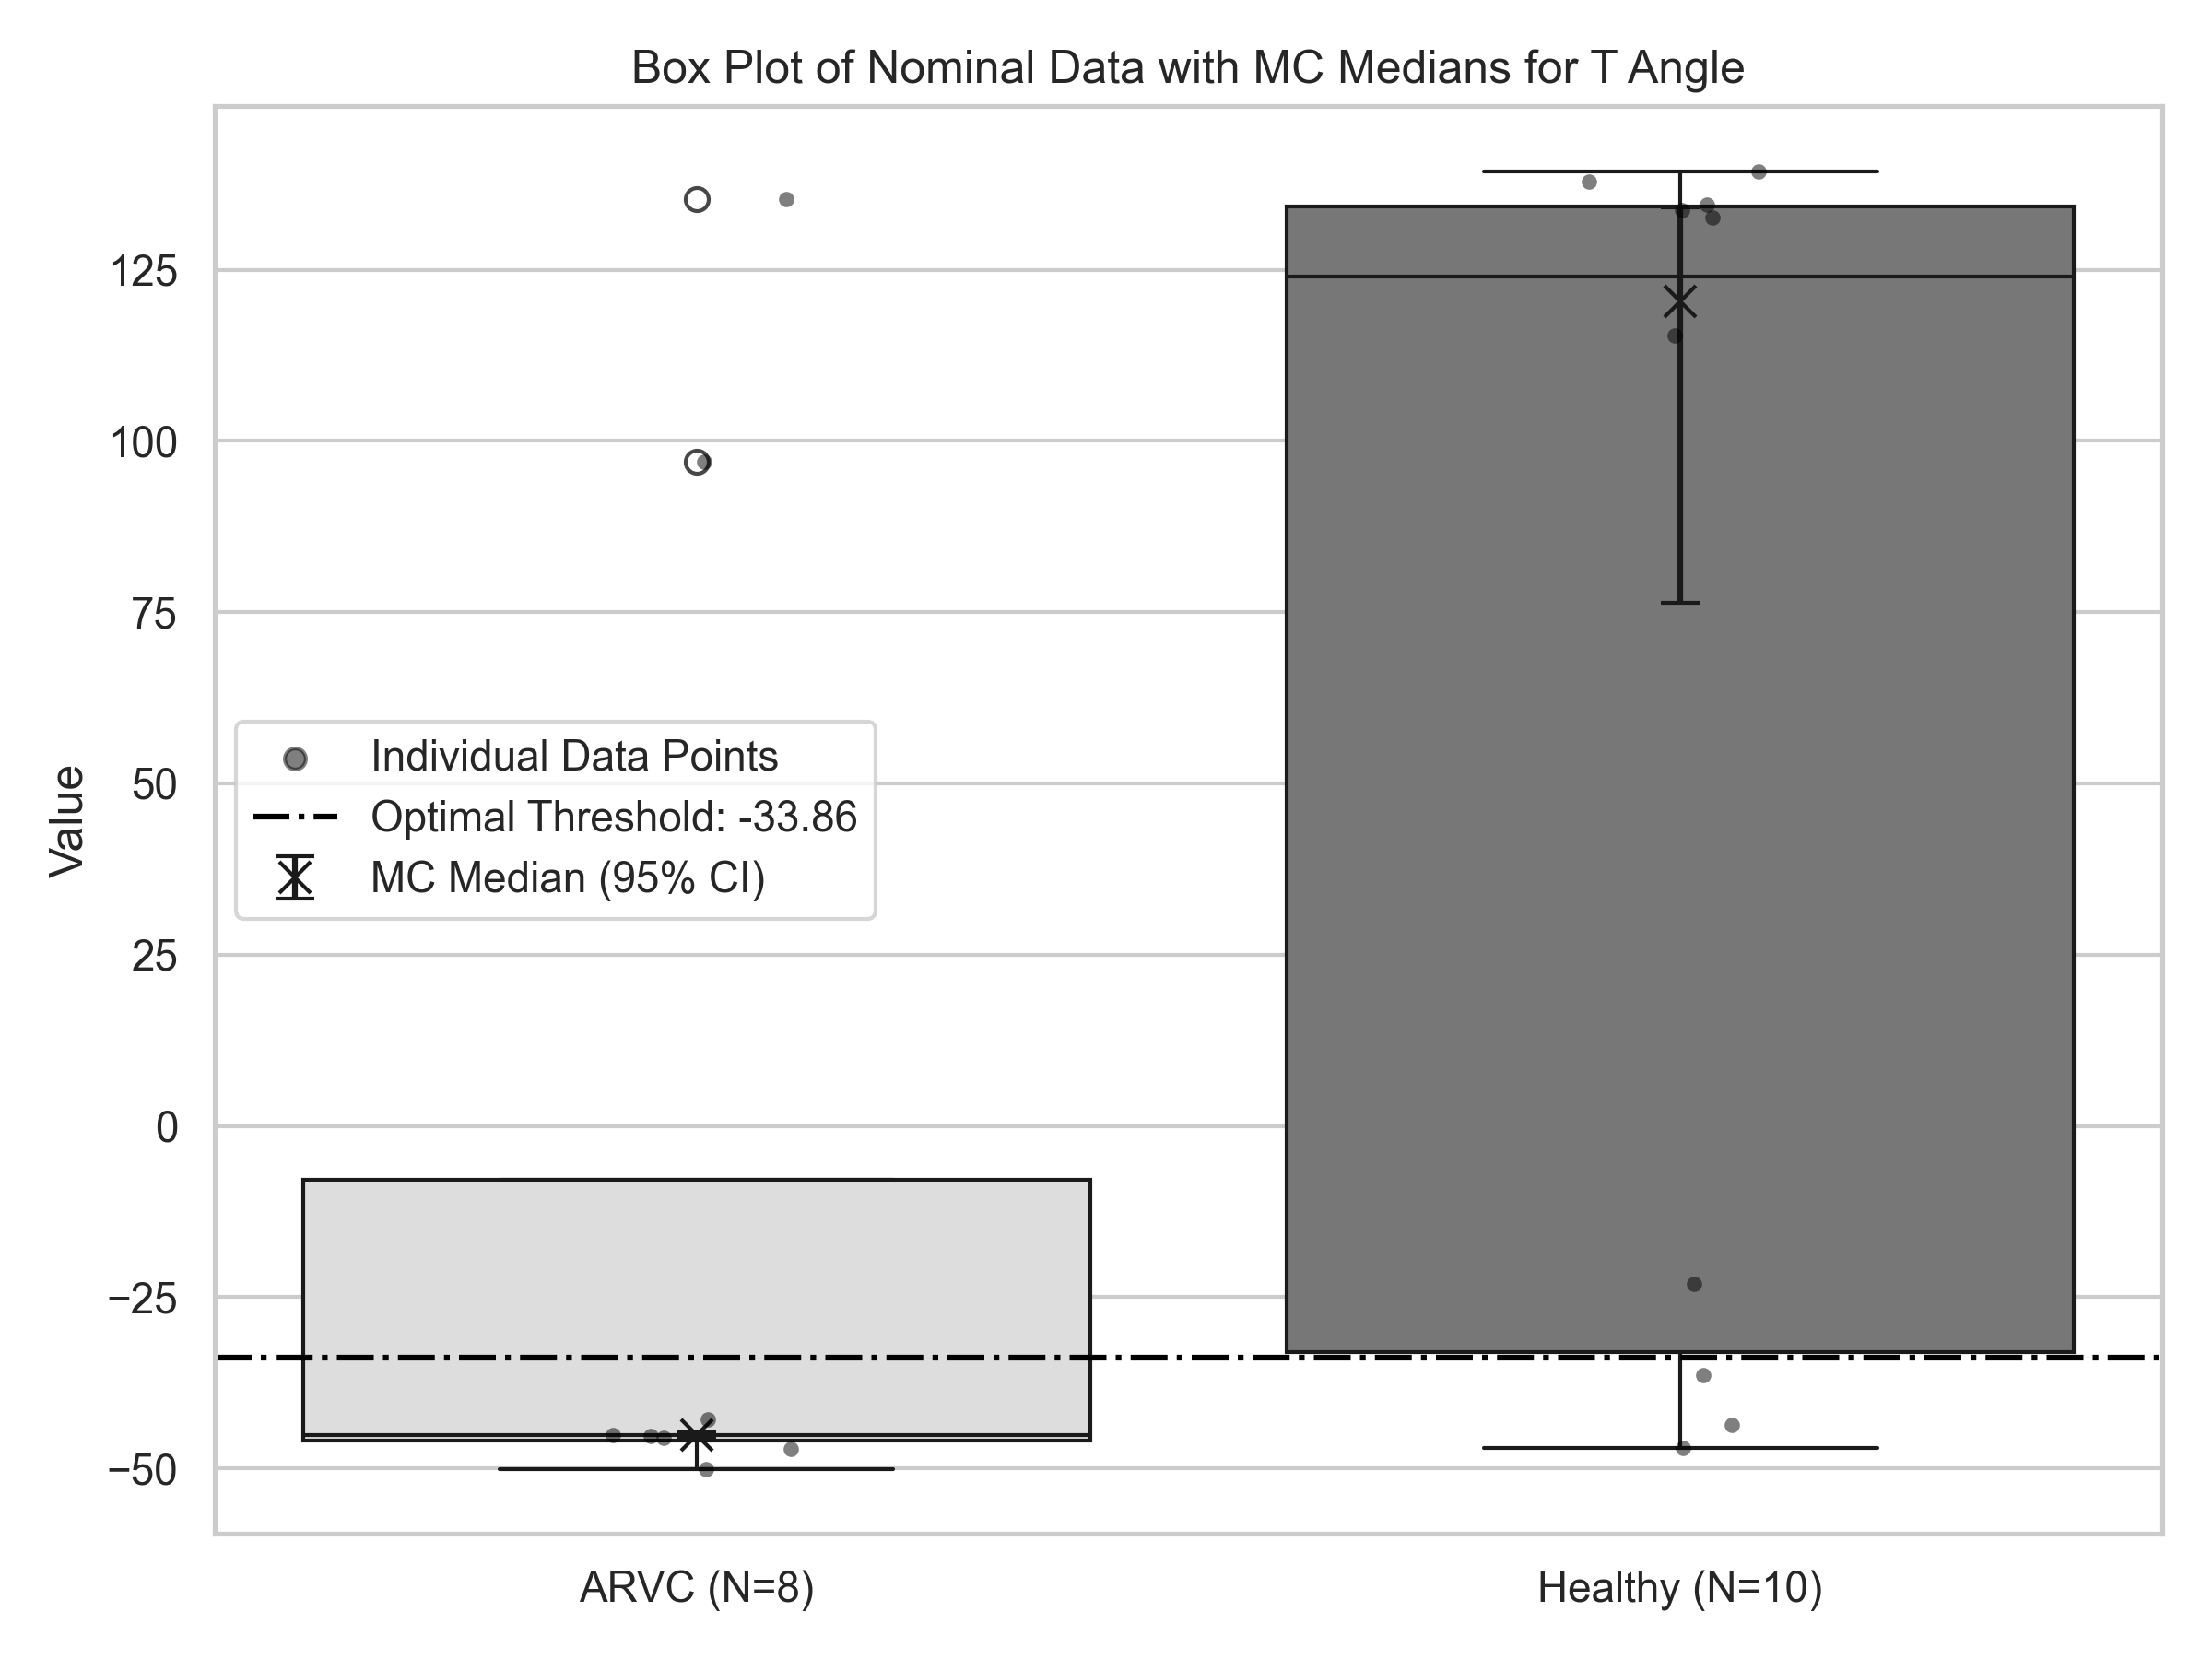 Box Plot of Nominal Data with MC Medians for T Angle
Value
125
100
75
50
25
0
−25
−50
Individual Data Points
Optimal Threshold: -33.86
MC Median (95% CI)
ARVC (N=8)
Healthy (N=10)